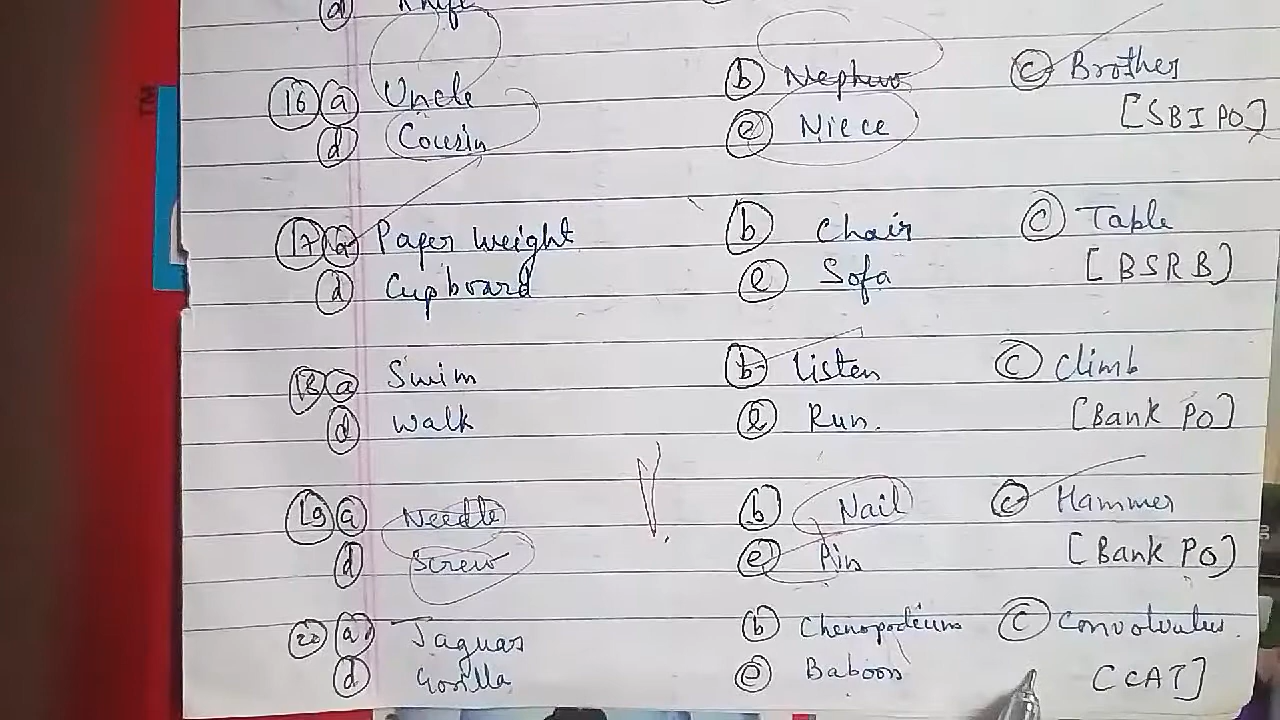 d Knife
16 a Uncle b Nephew c Brother
d Cousin e Niece [SBI PO]
17 a Paper weight b Chair c Table
d Cupboard e Sofa [BSRB]
18 a Swim b Listen c Climb
d Walk e Run. [Bank PO]
19 a Needle b Nail c Hammer
d Screw e Pin [Bank PO]
20 a Jaguar b Chenopodium c Convolvulus.
d Gorilla e Baboon [CAT]
TM